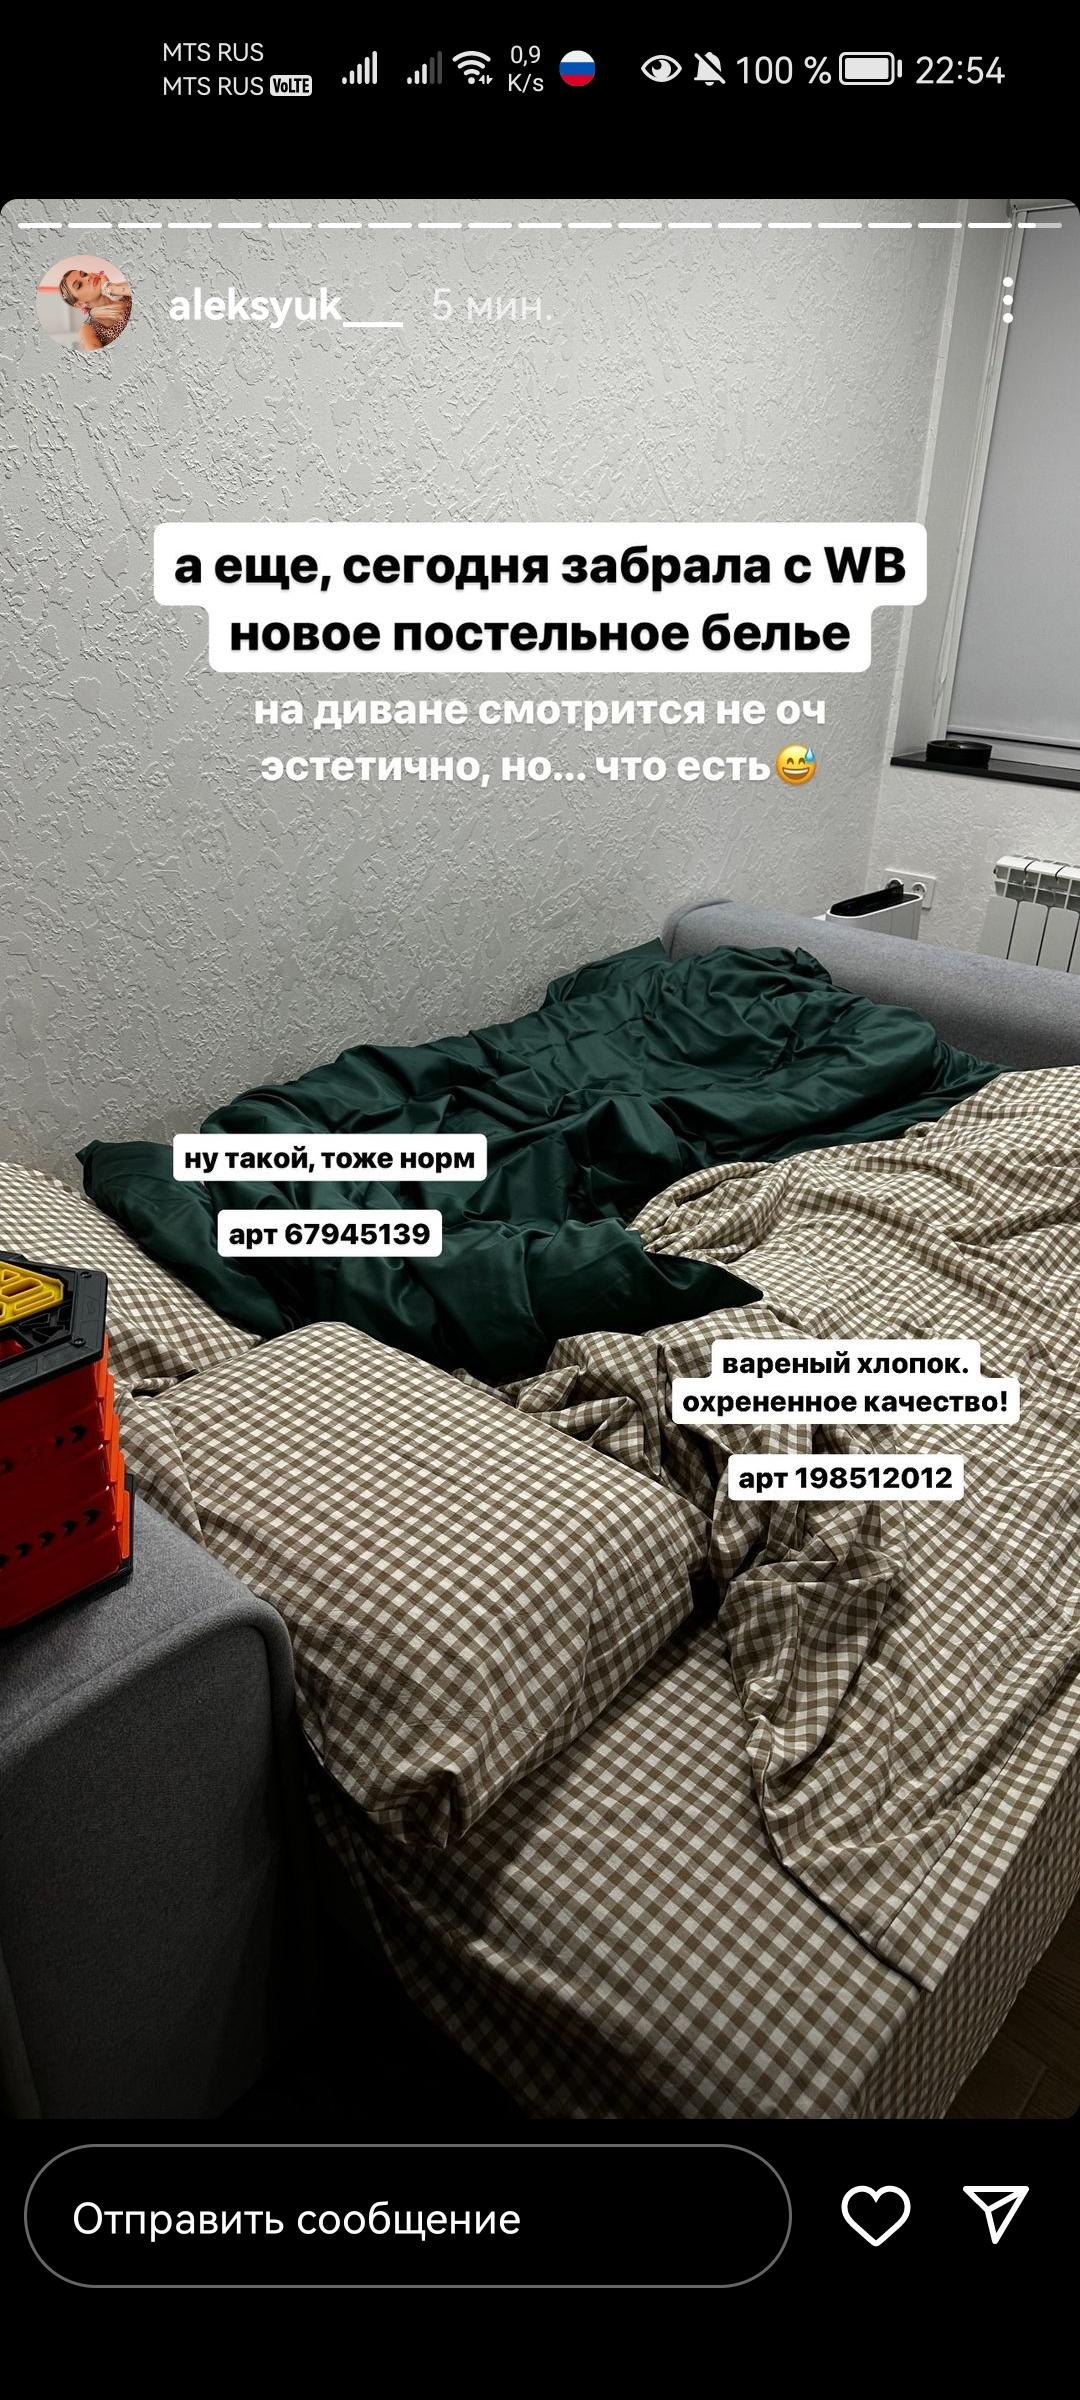 MTS RUS
MTS RUS VoLTE
0,9
K/s
100 %
22:54
aleksyuk___ 5 мин.
а еще, сегодня забрала с WB
новое постельное белье
на диване смотрится не оч
эстетично, но... что есть😅
ну такой, тоже норм
арт 67945139
вареный хлопок.
охрененное качество!
арт 198512012
Отправить сообщение